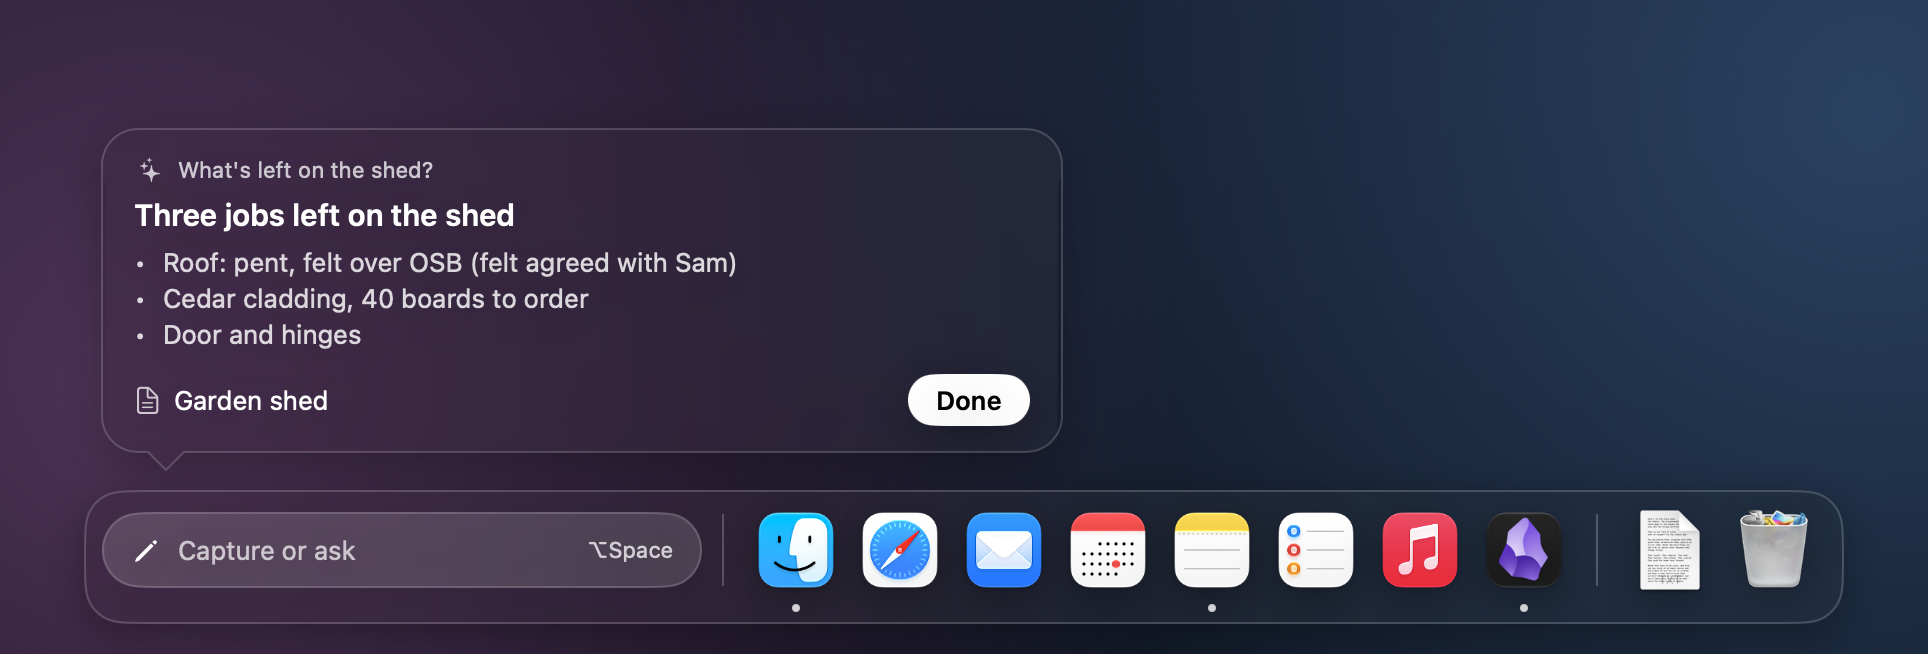 What's left on the shed?
Three jobs left on the shed
• Roof: pent, felt over OSB (felt agreed with Sam)
• Cedar cladding, 40 boards to order
• Door and hinges
Garden shed
Done
Capture or ask
⌥Space